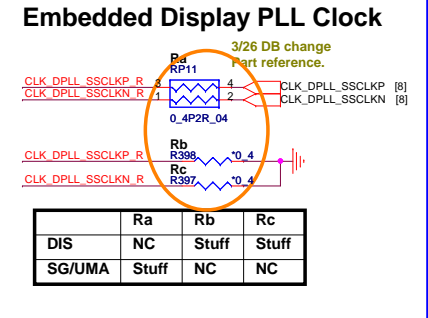 Embedded Display PLL Clock
3/26 DB change
Part reference.
Ra
RP11
CLK_DPLL_SSCLKP_R 3 4 CLK_DPLL_SSCLKP [8]
CLK_DPLL_SSCLKN_R 1 2 CLK_DPLL_SSCLKN [8]
0_4P2R_04
Rb
CLK_DPLL_SSCLKP_R R398 *0_4
Rc
CLK_DPLL_SSCLKN_R R397 *0_4
Ra Rb Rc
DIS NC Stuff Stuff
SG/UMA Stuff NC NC